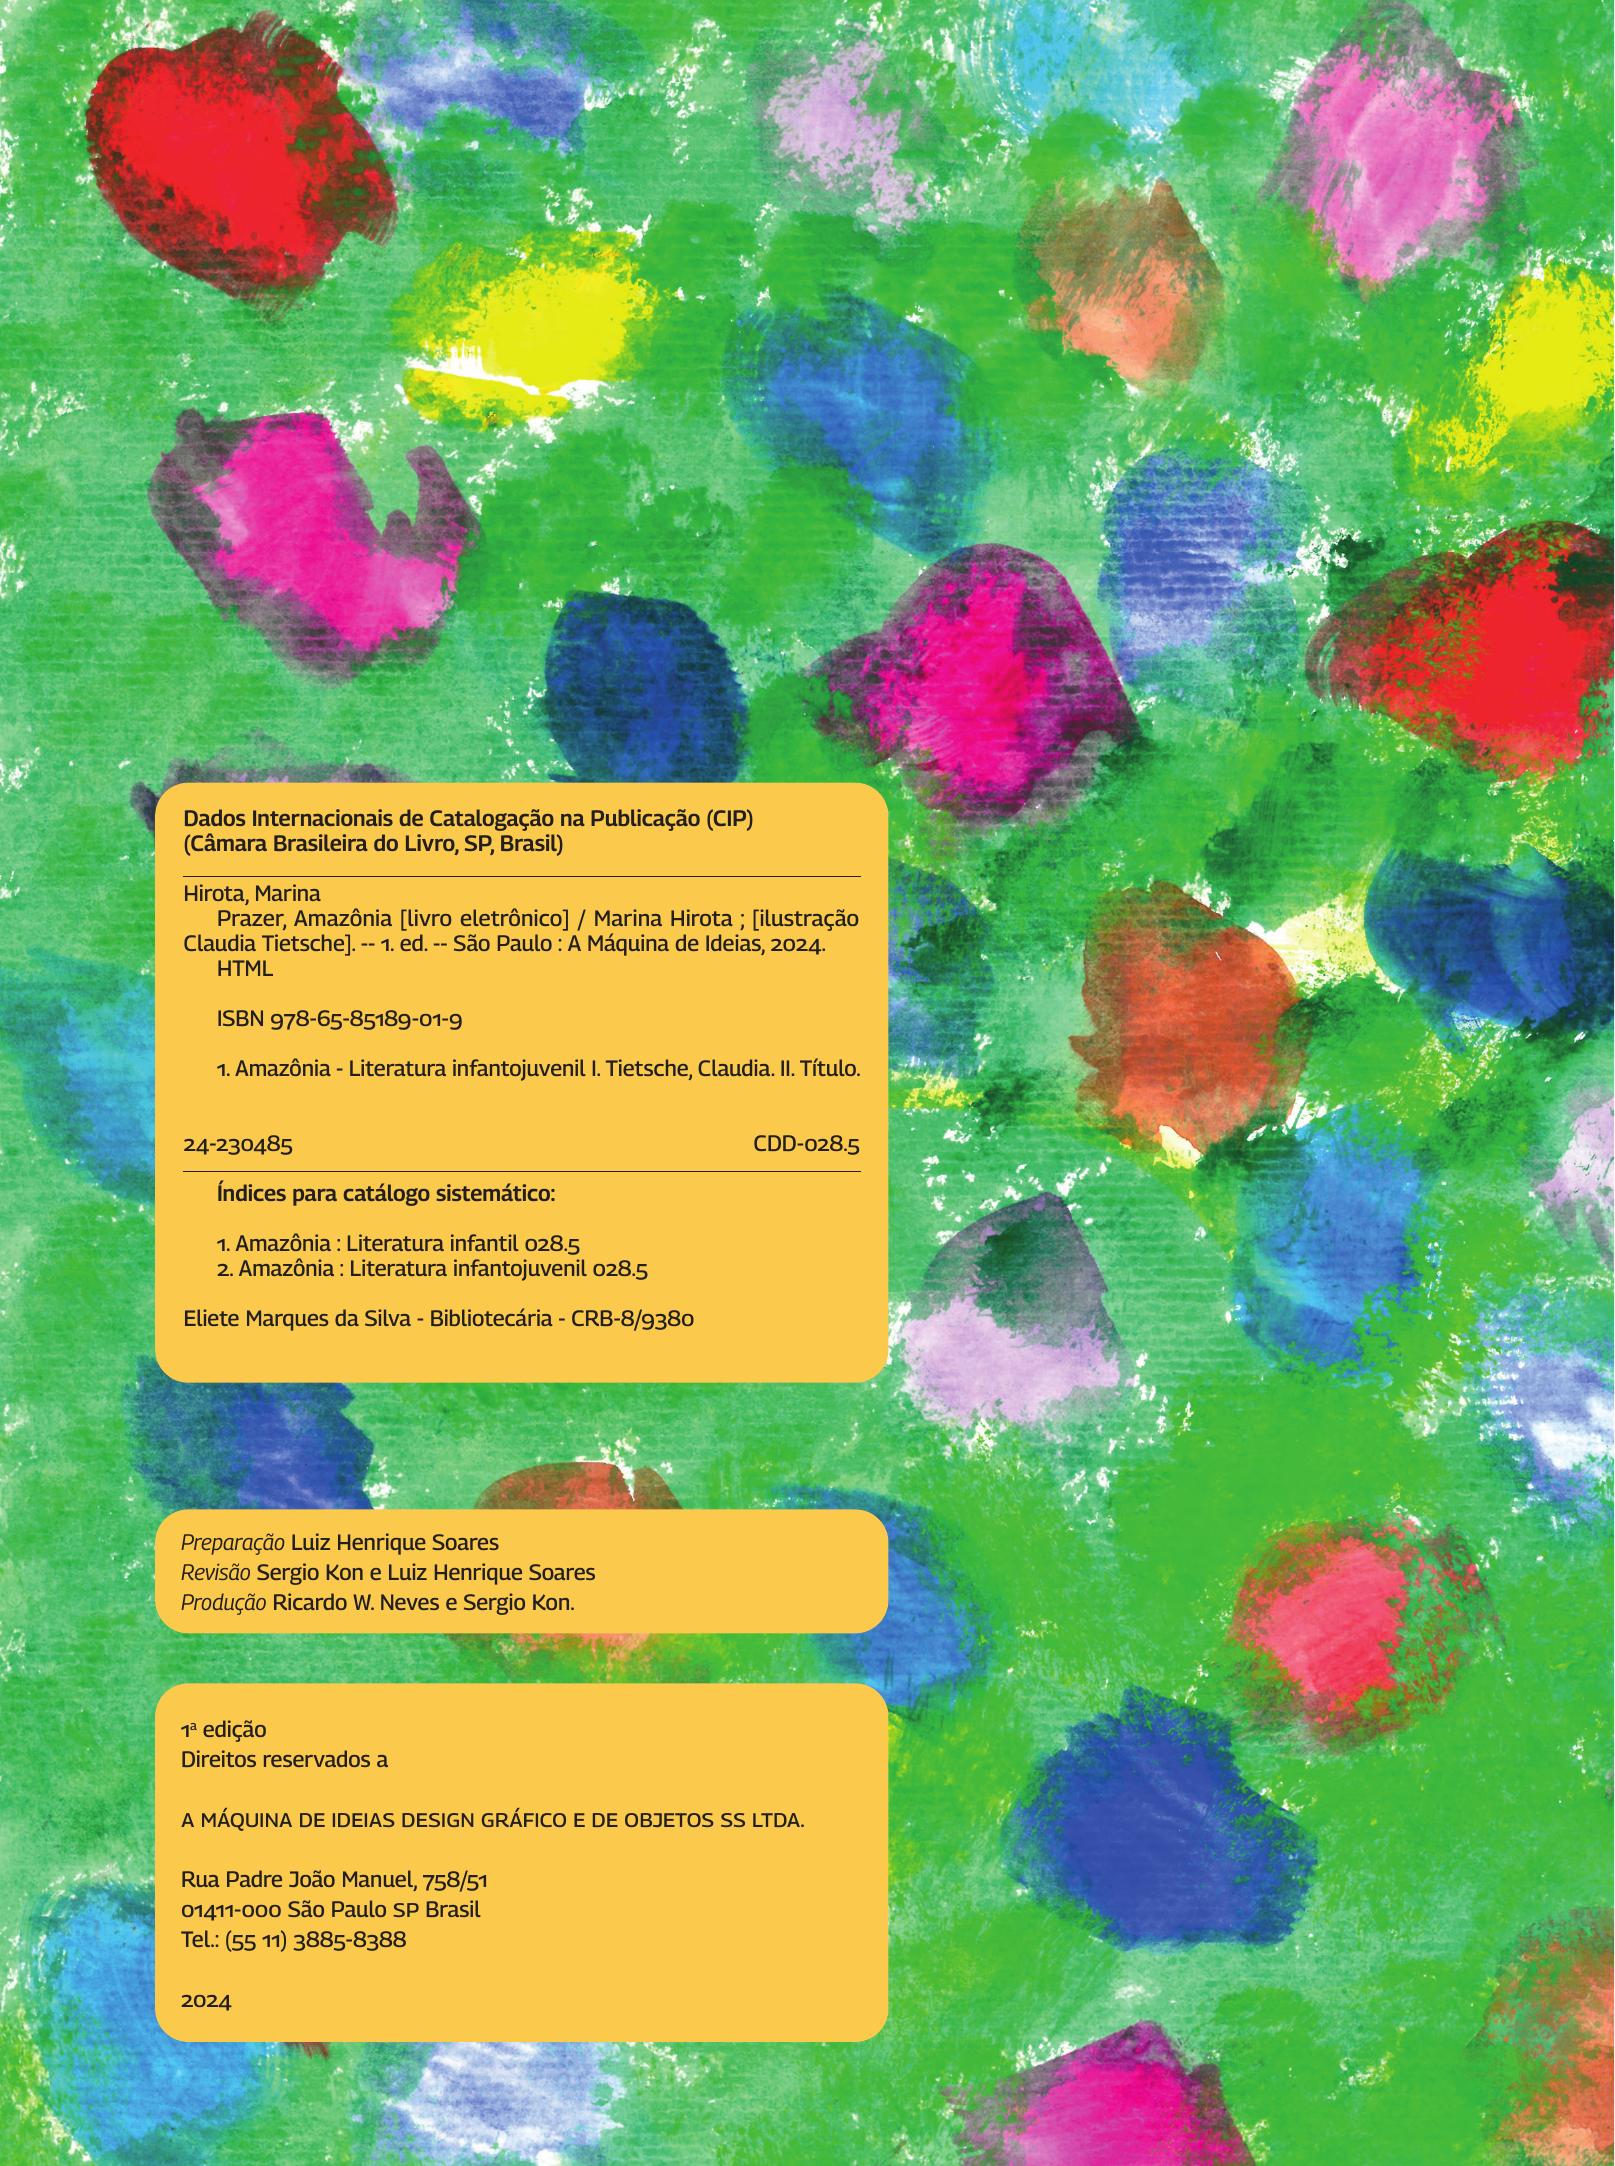 Dados Internacionais de Catalogação na Publicação (CIP)
(Câmara Brasileira do Livro, SP, Brasil)
Hirota, Marina
Prazer, Amazônia [livro eletrônico] / Marina Hirota ; [ilustração
Claudia Tietsche]. -- 1. ed. -- São Paulo : A Máquina de Ideias, 2024.
HTML
ISBN 978-65-85189-01-9
1. Amazônia - Literatura infantojuvenil I. Tietsche, Claudia. II. Título.
24-230485 CDD-028.5
Índices para catálogo sistemático:
1. Amazônia : Literatura infantil 028.5
2. Amazônia : Literatura infantojuvenil 028.5
Eliete Marques da Silva - Bibliotecária - CRB-8/9380
Preparação Luiz Henrique Soares
Revisão Sergio Kon e Luiz Henrique Soares
Produção Ricardo W. Neves e Sergio Kon.
1ª edição
Direitos reservados a
A MÁQUINA DE IDEIAS DESIGN GRÁFICO E DE OBJETOS SS LTDA.
Rua Padre João Manuel, 758/51
01411-000 São Paulo SP Brasil
Tel.: (55 11) 3885-8388
2024